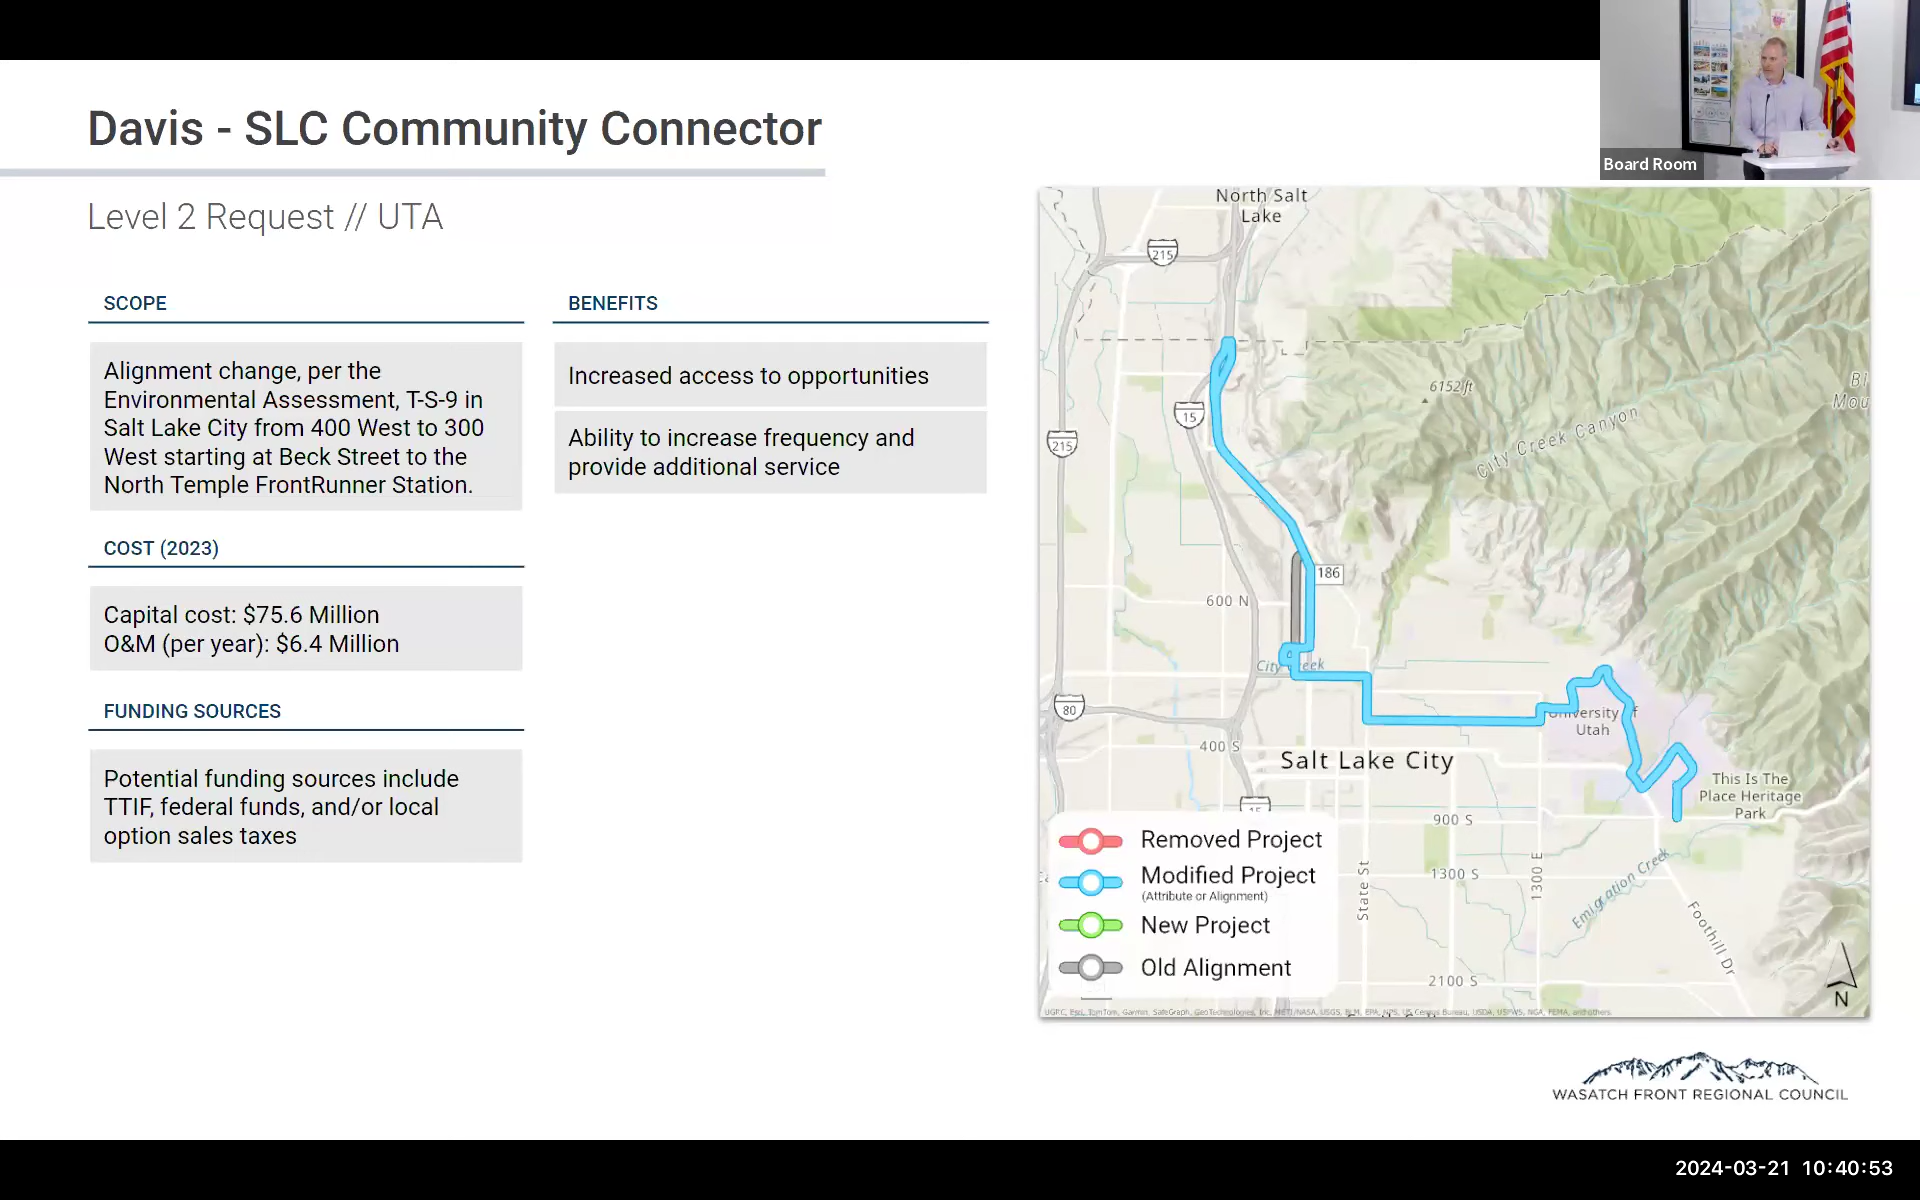 Davis - SLC Community Connector
Level 2 Request // UTA
SCOPE
Alignment change, per the
Environmental Assessment, T-S-9 in
Salt Lake City from 400 West to 300
West starting at Beck Street to the
North Temple FrontRunner Station.
COST (2023)
Capital cost: $75.6 Million
O&M (per year): $6.4 Million
FUNDING SOURCES
Potential funding sources include
TTIF, federal funds, and/or local
option sales taxes
BENEFITS
Increased access to opportunities
Ability to increase frequency and
provide additional service
Board Room
North Salt
Lake
215
15
215
6152 ft
City Creek Canyon
186
600 N
City Creek
80
400 S
University of
Utah
Salt Lake City
This Is The
Place Heritage
Park
15
900 S
1300 S
State St
1300 E
Emigration Creek
Foothill Dr
2100 S
N
Removed Project
Modified Project
(Attribute or Alignment)
New Project
Old Alignment
WASATCH FRONT REGIONAL COUNCIL
2024-03-21 10:40:53